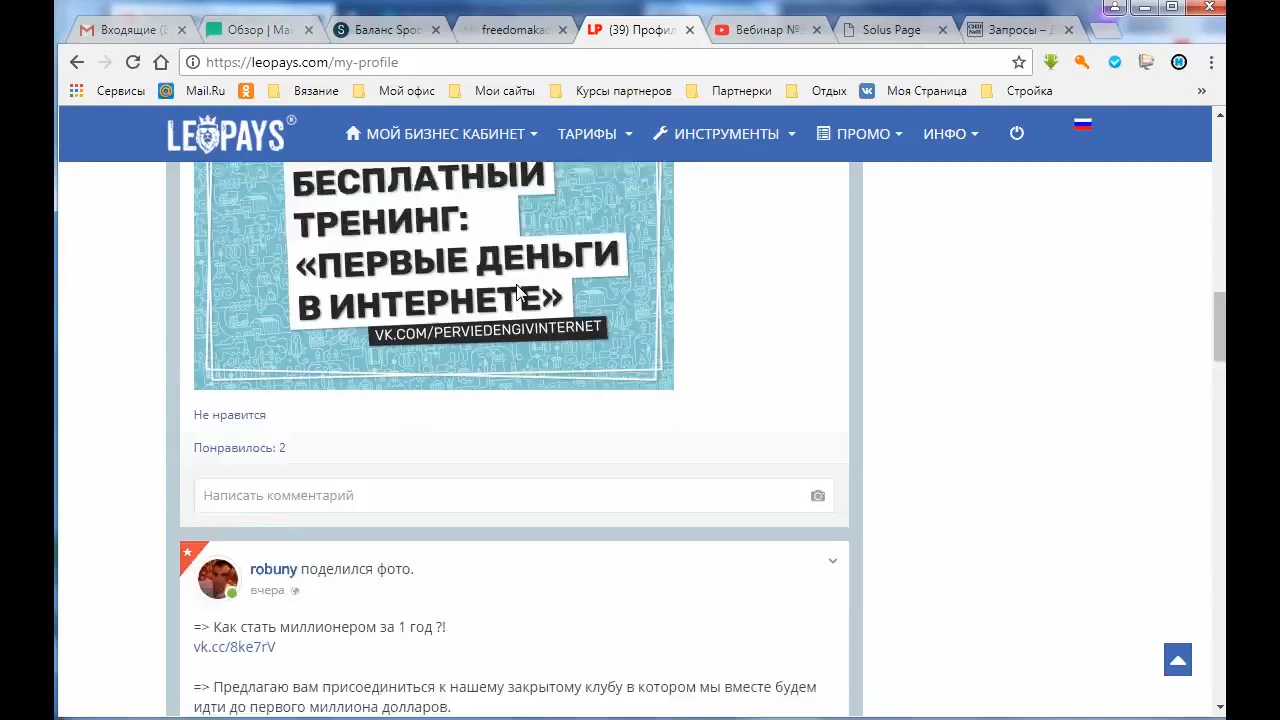 Входящие (
Обзор | Mai
Баланс Spo
freedomaka
LP (39) Профил
Вебинар №
Solus Page
Запросы – Д
https://leopays.com/my-profile
Сервисы Mail.Ru Вязание Мой офис Мои сайты Курсы партнеров Партнерки Отдых Моя Страница Стройка »
LEOPAYS® МОЙ БИЗНЕС КАБИНЕТ ТАРИФЫ ИНСТРУМЕНТЫ ПРОМО ИНФО
БЕСПЛАТНЫЙ
ТРЕНИНГ:
«ПЕРВЫЕ ДЕНЬГИ
В ИНТЕРНЕТЕ»
VK.COM/PERVIEDENGIVINTERNET
Не нравится
Понравилось: 2
Написать комментарий
robuny поделился фото.
вчера
=> Как стать миллионером за 1 год ?!
vk.cc/8ke7rV
=> Предлагаю вам присоединиться к нашему закрытому клубу в котором мы вместе будем
идти до первого миллиона долларов.